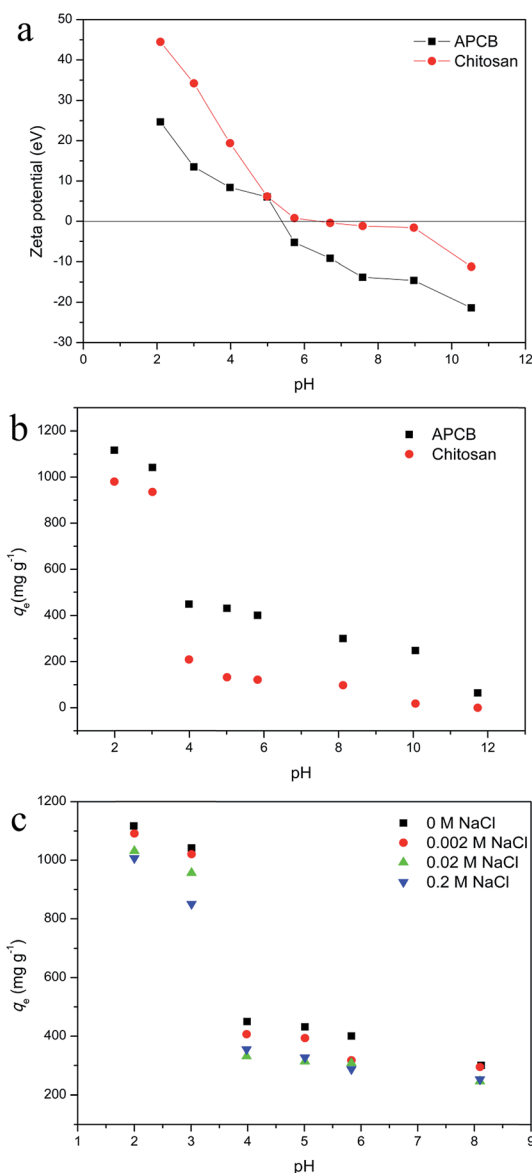 a
50
40
30
20
10
0
-10
-20
-30
Zeta potential (eV)
APCB
Chitosan
0 2 4 6 8 10 12
pH
b
1200
1000
800
600
400
200
0
qe(mg g-1)
APCB
Chitosan
2 4 6 8 10 12
pH
c
1200
1000
800
600
400
200
qe (mg g-1)
0 M NaCl
0.002 M NaCl
0.02 M NaCl
0.2 M NaCl
1 2 3 4 5 6 7 8 9
pH